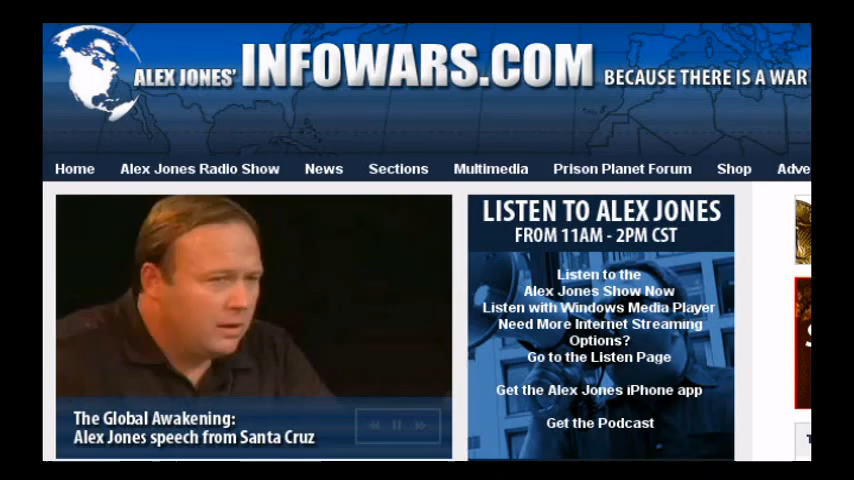 ALEX JONES' INFOWARS.COM BECAUSE THERE IS A WAR
Home Alex Jones Radio Show News Sections Multimedia Prison Planet Forum Shop Adve
LISTEN TO ALEX JONES
FROM 11AM - 2PM CST
Listen to the
Alex Jones Show Now
Listen with Windows Media Player
Need More Internet Streaming
Options?
Go to the Listen Page
Get the Alex Jones iPhone app
Get the Podcast
The Global Awakening:
Alex Jones speech from Santa Cruz